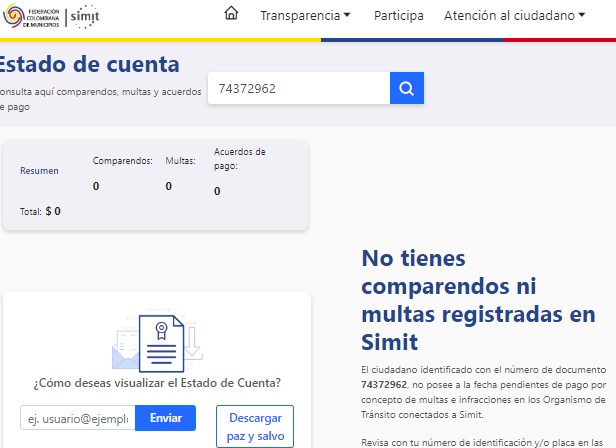 FEDERACIÓN
COLOMBIANA
DE MUNICIPIOS
simit
Transparencia
Participa
Atención al ciudadano
Estado de cuenta
onsulta aquí comparendos, multas y acuerdos
e pago
74372962
Resumen
Comparendos:
0
Multas:
0
Acuerdos de
pago:
0
Total: $ 0
No tienes
comparendos ni
multas registradas en
Simit
El ciudadano identificado con el número de documento
74372962, no posee a la fecha pendientes de pago por
concepto de multas e infracciones en los Organismo de
Tránsito conectados a Simit.
Revisa con tu número de identificación y/o placa en las
¿Cómo deseas visualizar el Estado de Cuenta?
ej. usuario@ejempl
Enviar
Descargar
paz y salvo